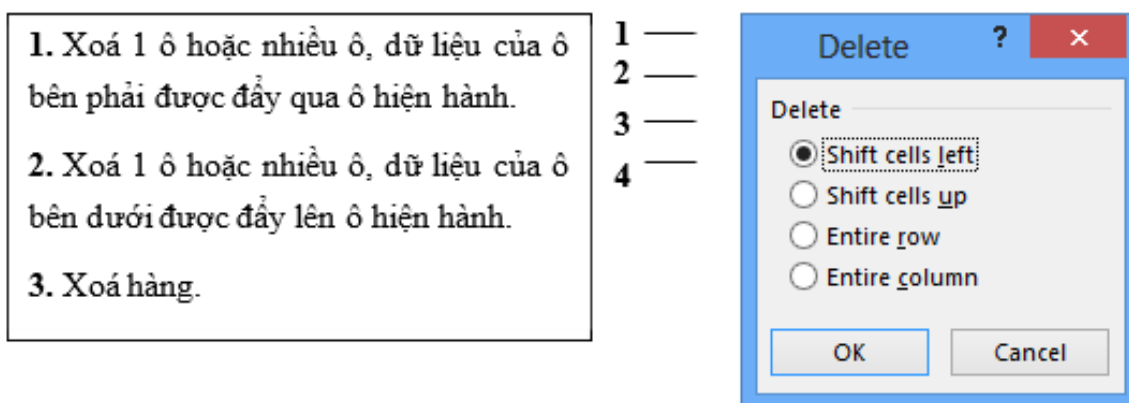 1. Xoá 1 ô hoặc nhiều ô, dữ liệu của ô
bên phải được đẩy qua ô hiện hành.
2. Xoá 1 ô hoặc nhiều ô, dữ liệu của ô
bên dưới được đẩy lên ô hiện hành.
3. Xoá hàng.
1
2
3
4
Delete ? ×
Delete
Shift cells left
Shift cells up
Entire row
Entire column
OK Cancel